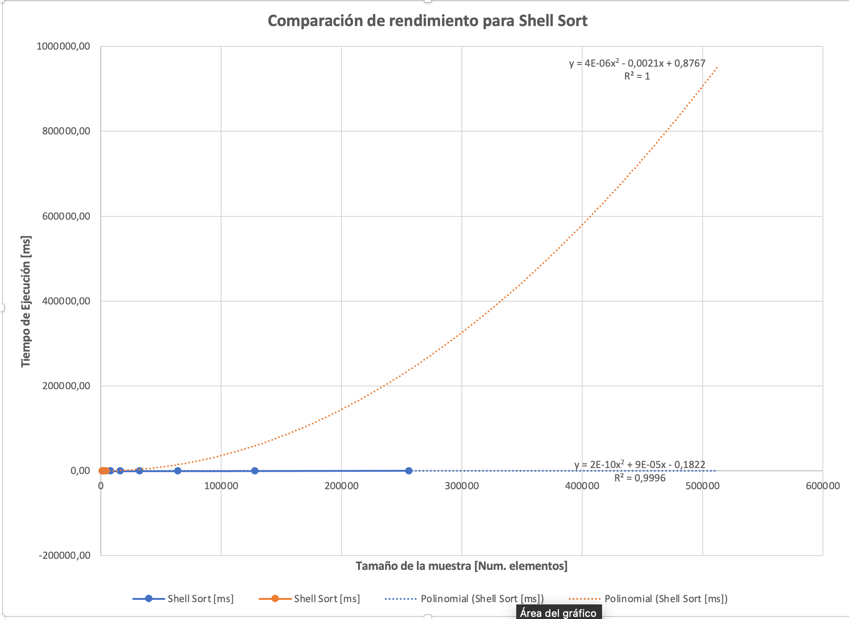 Comparación de rendimiento para Shell Sort
1000000,00
800000,00
600000,00
400000,00
200000,00
0,00
-200000,00
Tiempo de Ejecución [ms]
y = 4E-06x² - 0,0021x + 0,8767
R² = 1
y = 2E-10x² + 9E-05x - 0,1822
R² = 0,9996
0 100000 200000 300000 400000 500000 600000
Tamaño de la muestra [Num. elementos]
Shell Sort [ms] Shell Sort [ms] Polinomial (Shell Sort [ms]) Polinomial (Shell Sort [ms])
Área del gráfico